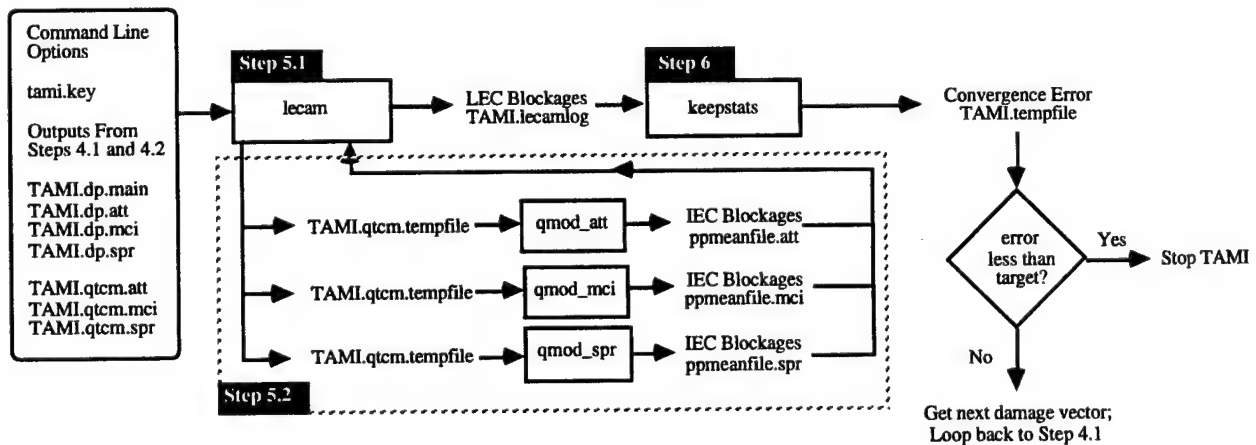 Command Line
Options
tami.key
Outputs From
Steps 4.1 and 4.2
TAMI.dp.main
TAMI.dp.att
TAMI.dp.mci
TAMI.dp.spr
TAMI.qtcm.att
TAMI.qtcm.mci
TAMI.qtcm.spr
Step 5.1
lecam
LEC Blockages
TAMI.lecamlog
Step 6
keepstats
Convergence Error
TAMI.tempfile
TAMI.qtcm.tempfile
qmod_att
IEC Blockages
ppmeanfile.att
TAMI.qtcm.tempfile
qmod_mci
IEC Blockages
ppmeanfile.mci
TAMI.qtcm.tempfile
qmod_spr
IEC Blockages
ppmeanfile.spr
Step 5.2
error
less than
target?
Yes
Stop TAMI
No
Get next damage vector;
Loop back to Step 4.1